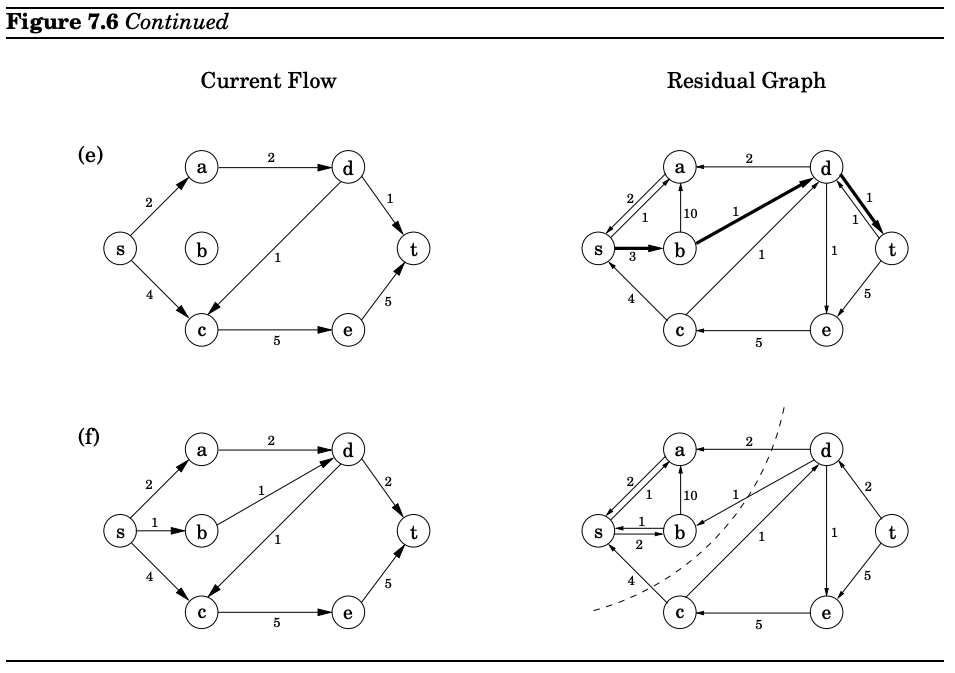 Figure 7.6 Continued
Current Flow
Residual Graph
(e)
a 2 d
2 1
s b t
4 1 5
c 5 e
a 2 d
2 1 10 1 1 1
s 3 b t
4 1 1 5
c 5 e
(f)
a 2 d
2 1 2
s 1 b t
4 1 5
c 5 e
a 2 d
2 1 10 1 2
s 1 2 b t
4 1 1 5
c 5 e